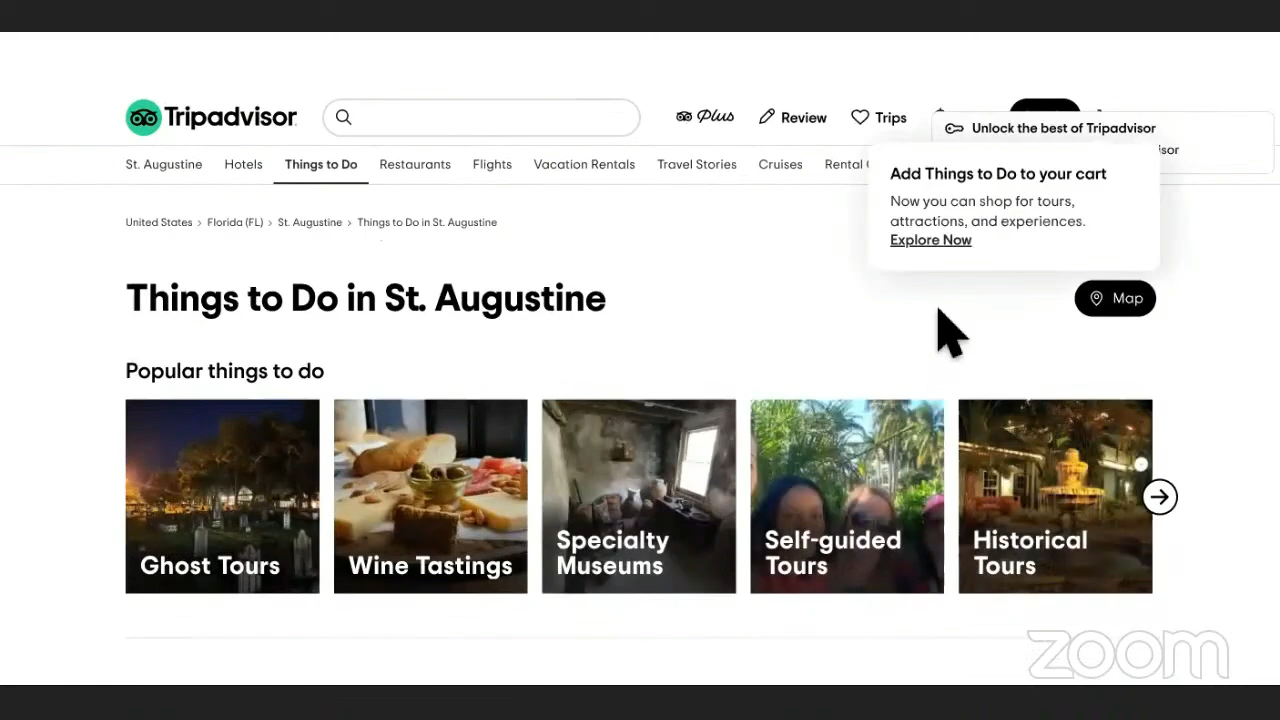 Tripadvisor
Plus
Review
Trips
Unlock the best of Tripadvisor
St. Augustine
Hotels
Things to Do
Restaurants
Flights
Vacation Rentals
Travel Stories
Cruises
Rental
Add Things to Do to your cart
Now you can shop for tours,
attractions, and experiences.
Explore Now
United States > Florida (FL) > St. Augustine > Things to Do in St. Augustine
Things to Do in St. Augustine
Map
Popular things to do
Ghost Tours
Wine Tastings
Specialty
Museums
Self-guided
Tours
Historical
Tours
zoom